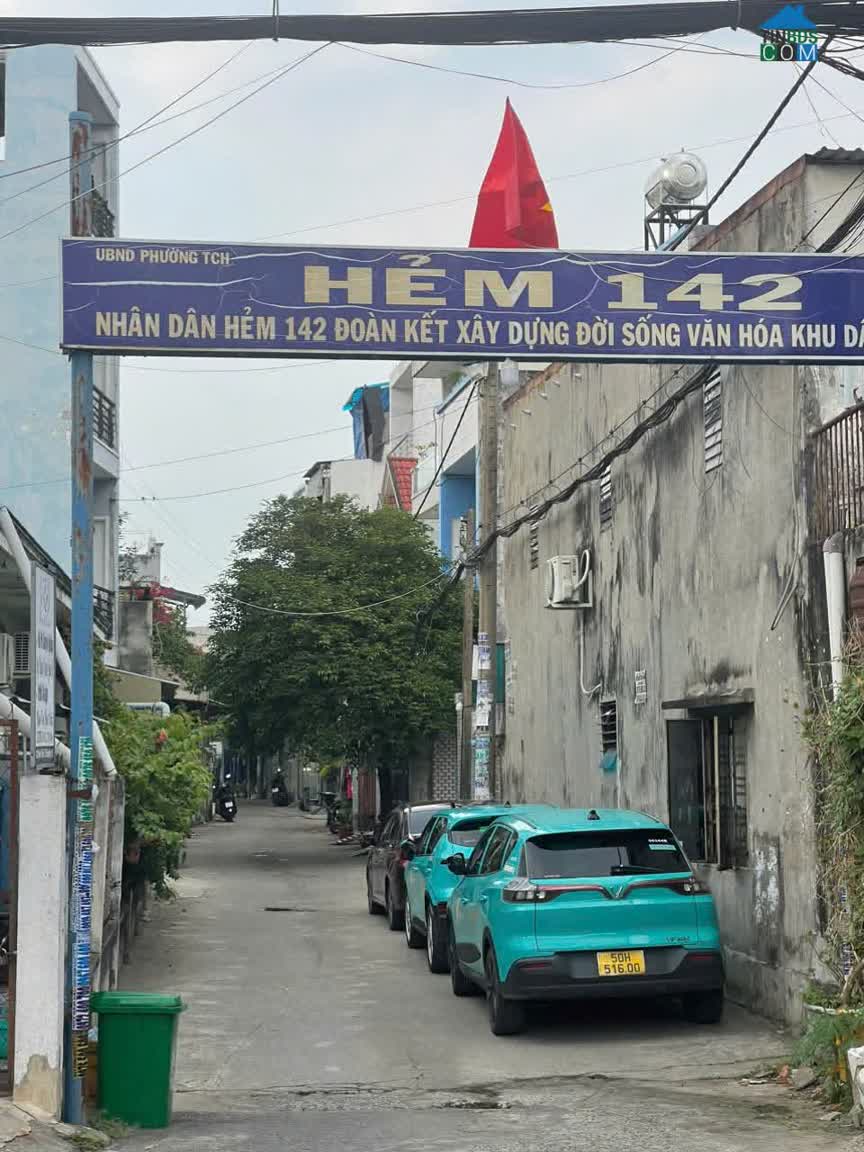 TINBDS
COM
UBND PHƯỜNG TCH
HẺM 142
NHÂN DÂN HẺM 142 ĐOÀN KẾT XÂY DỰNG ĐỜI SỐNG VĂN HÓA KHU DÂ
50H
516.00